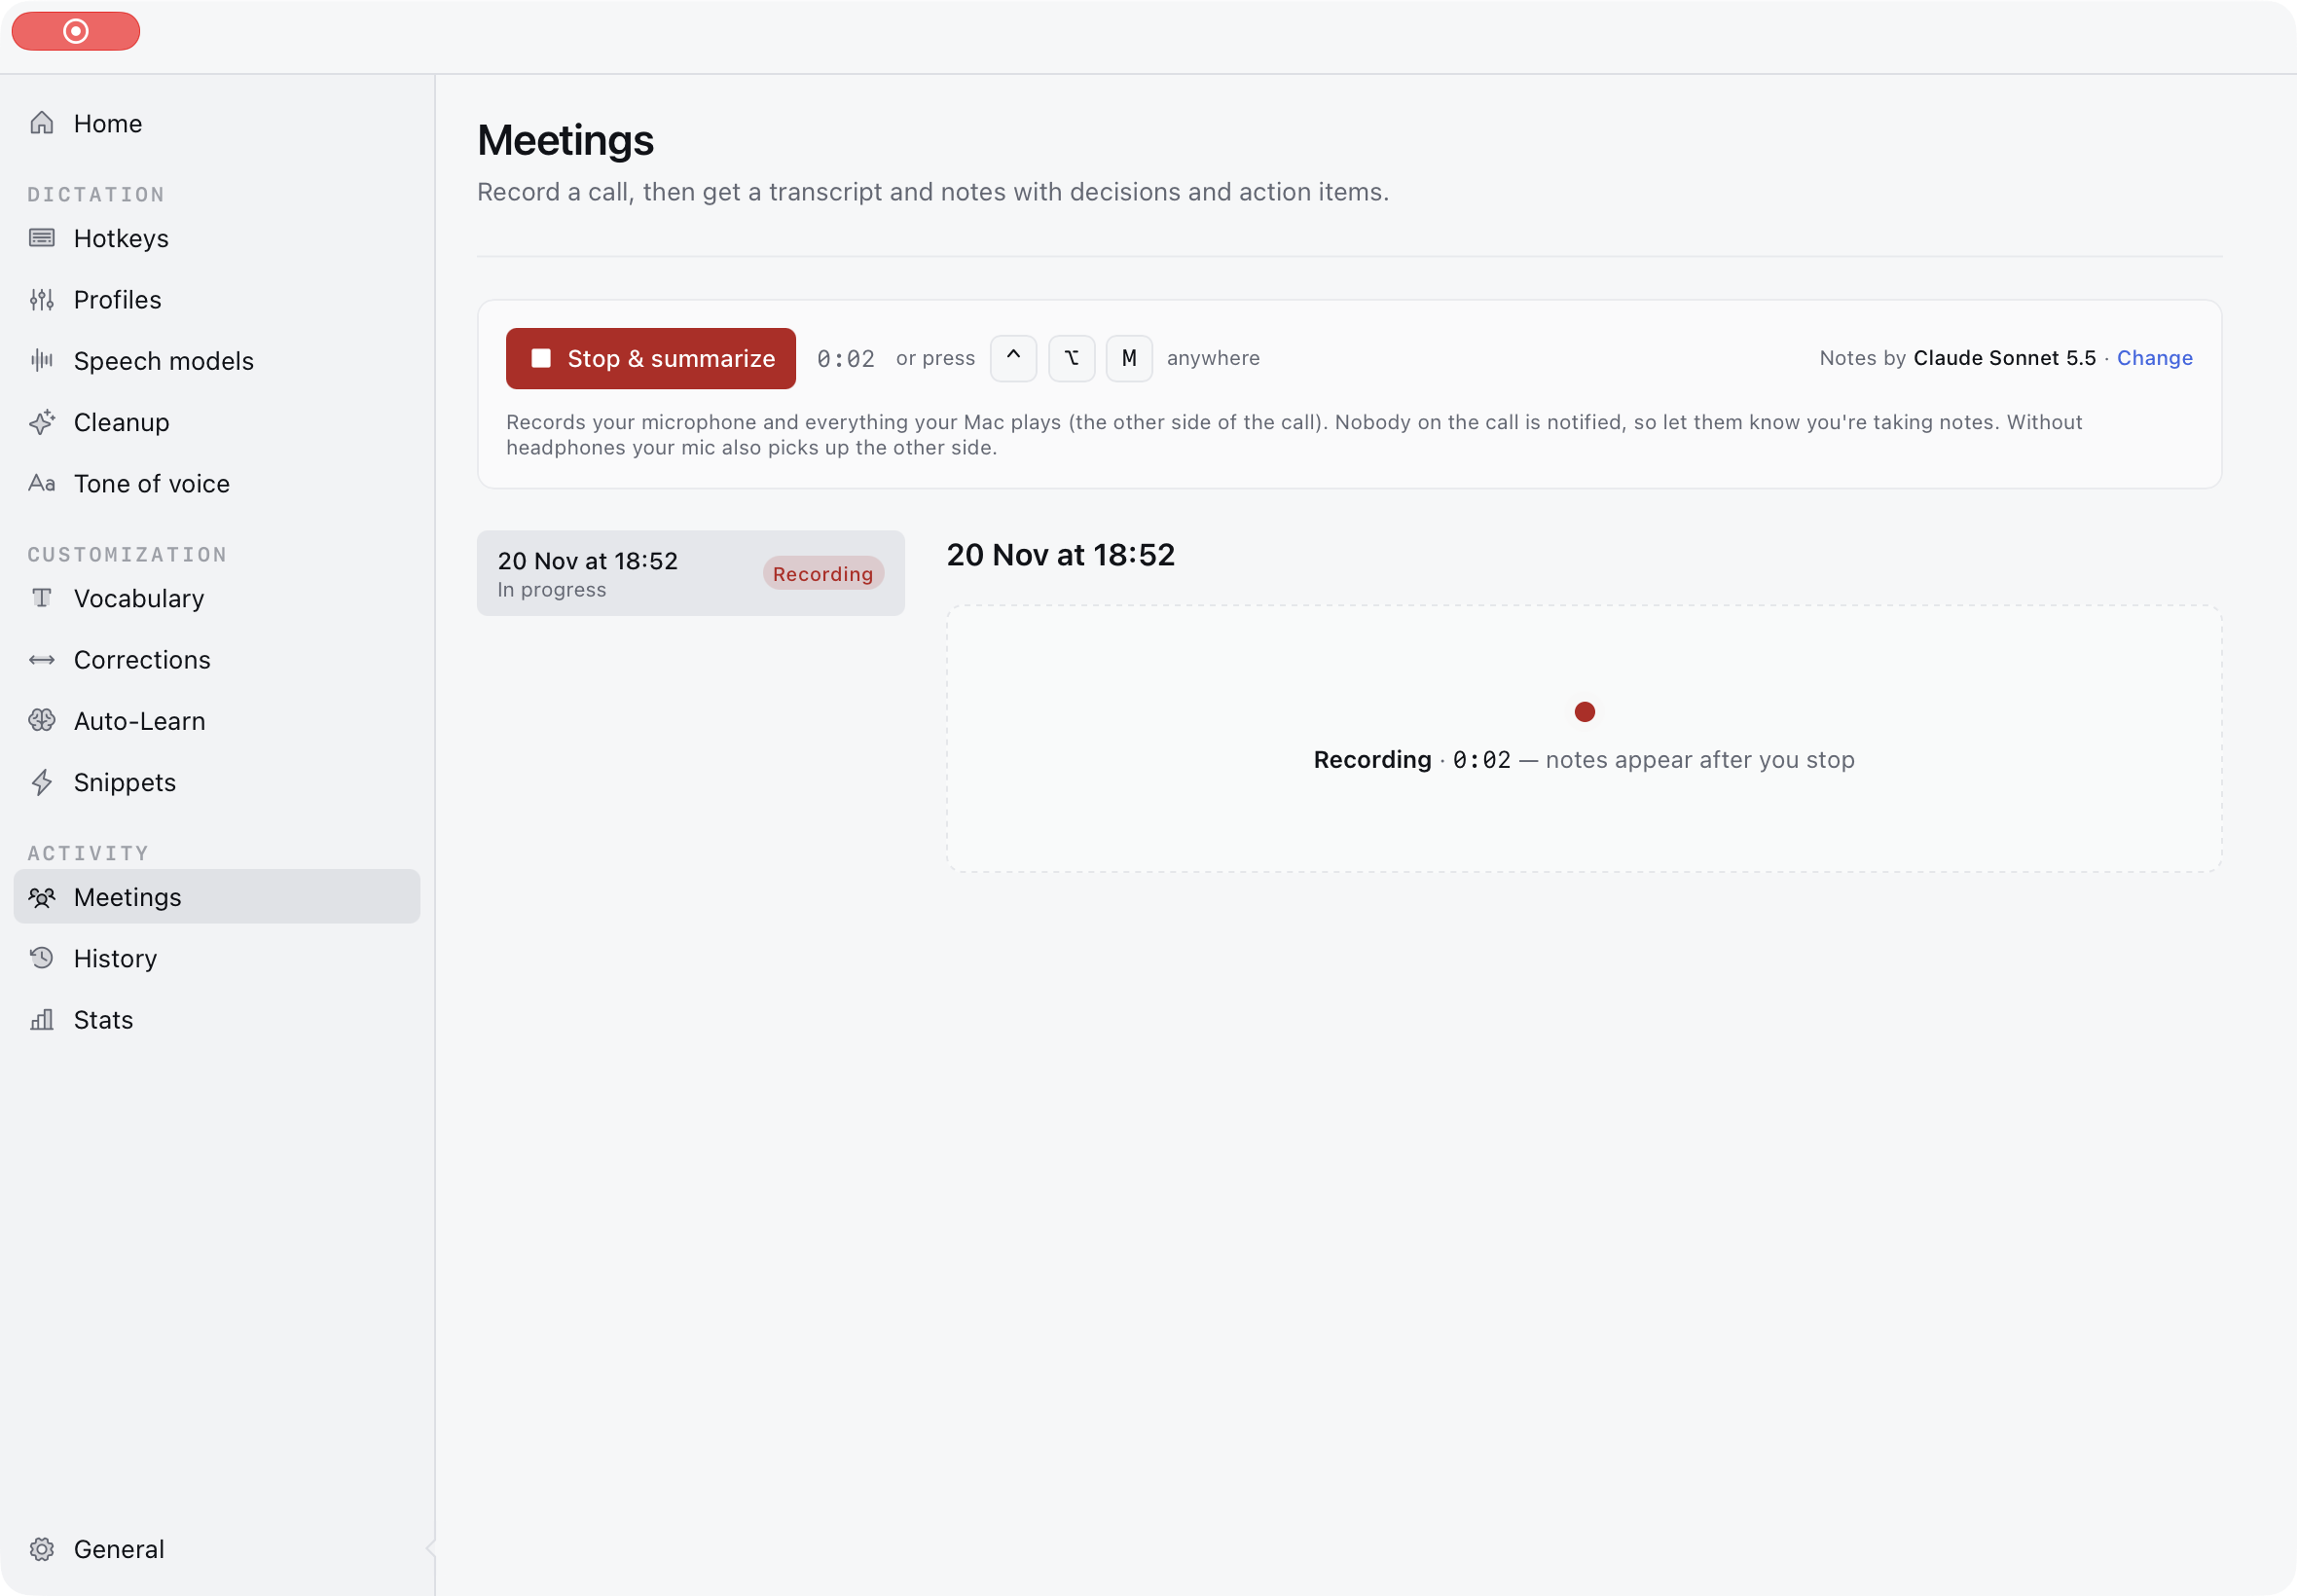 Home
DICTATION
Hotkeys
Profiles
Speech models
Cleanup
Aa Tone of voice
CUSTOMIZATION
Vocabulary
Corrections
Auto-Learn
Snippets
ACTIVITY
Meetings
History
Stats
General
Meetings
Record a call, then get a transcript and notes with decisions and action items.
Stop & summarize 0:02 or press ^ ⌥ M anywhere
Notes by Claude Sonnet 5.5 · Change
Records your microphone and everything your Mac plays (the other side of the call). Nobody on the call is notified, so let them know you're taking notes. Without
headphones your mic also picks up the other side.
20 Nov at 18:52
In progress
Recording
20 Nov at 18:52
Recording · 0:02 — notes appear after you stop